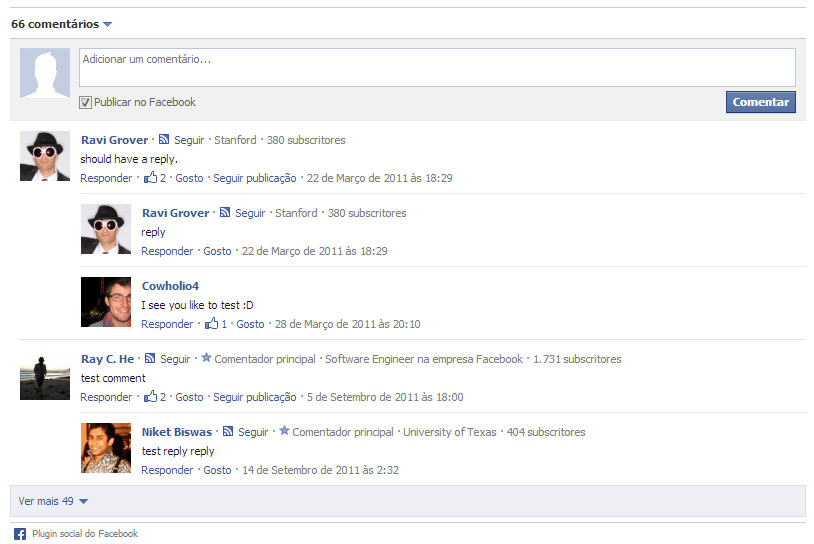 66 comentários
Adicionar um comentário...
Publicar no Facebook
Comentar
Ravi Grover · Seguir · Stanford · 380 subscritores
should have a reply.
Responder · 2 · Gosto · Seguir publicação · 22 de Março de 2011 às 18:29
Ravi Grover · Seguir · Stanford · 380 subscritores
reply
Responder · Gosto · 22 de Março de 2011 às 18:29
Cowholio4
I see you like to test :D
Responder · 1 · Gosto · 28 de Março de 2011 às 20:10
Ray C. He · Seguir · Comentador principal · Software Engineer na empresa Facebook · 1.731 subscritores
test comment
Responder · 2 · Gosto · Seguir publicação · 5 de Setembro de 2011 às 18:00
Niket Biswas · Seguir · Comentador principal · University of Texas · 404 subscritores
test reply reply
Responder · Gosto · 14 de Setembro de 2011 às 2:32
Ver mais 49
Plugin social do Facebook